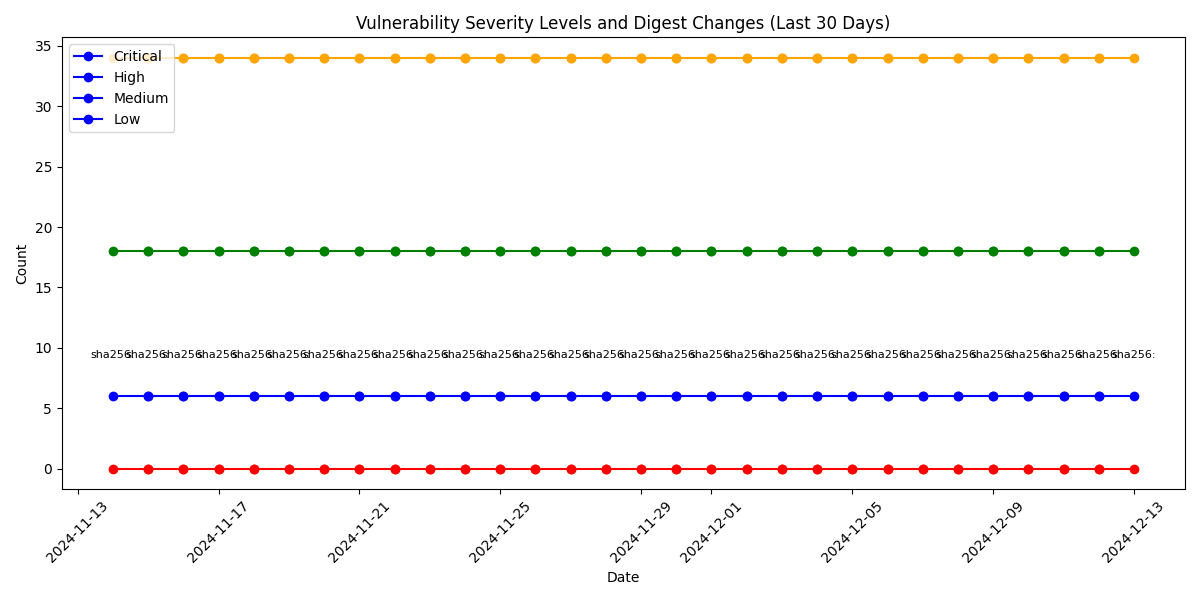 Vulnerability Severity Levels and Digest Changes (Last 30 Days)
35
30
25
20
15
10
5
0
Count
Critical
High
Medium
Low
sha256: sha256: sha256: sha256: sha256: sha256: sha256: sha256: sha256: sha256: sha256: sha256: sha256: sha256: sha256: sha256: sha256: sha256: sha256: sha256: sha256: sha256: sha256: sha256: sha256: sha256: sha256: sha256: sha256: sha256:
2024-11-13 2024-11-17 2024-11-21 2024-11-25 2024-11-29 2024-12-01 2024-12-05 2024-12-09 2024-12-13
Date